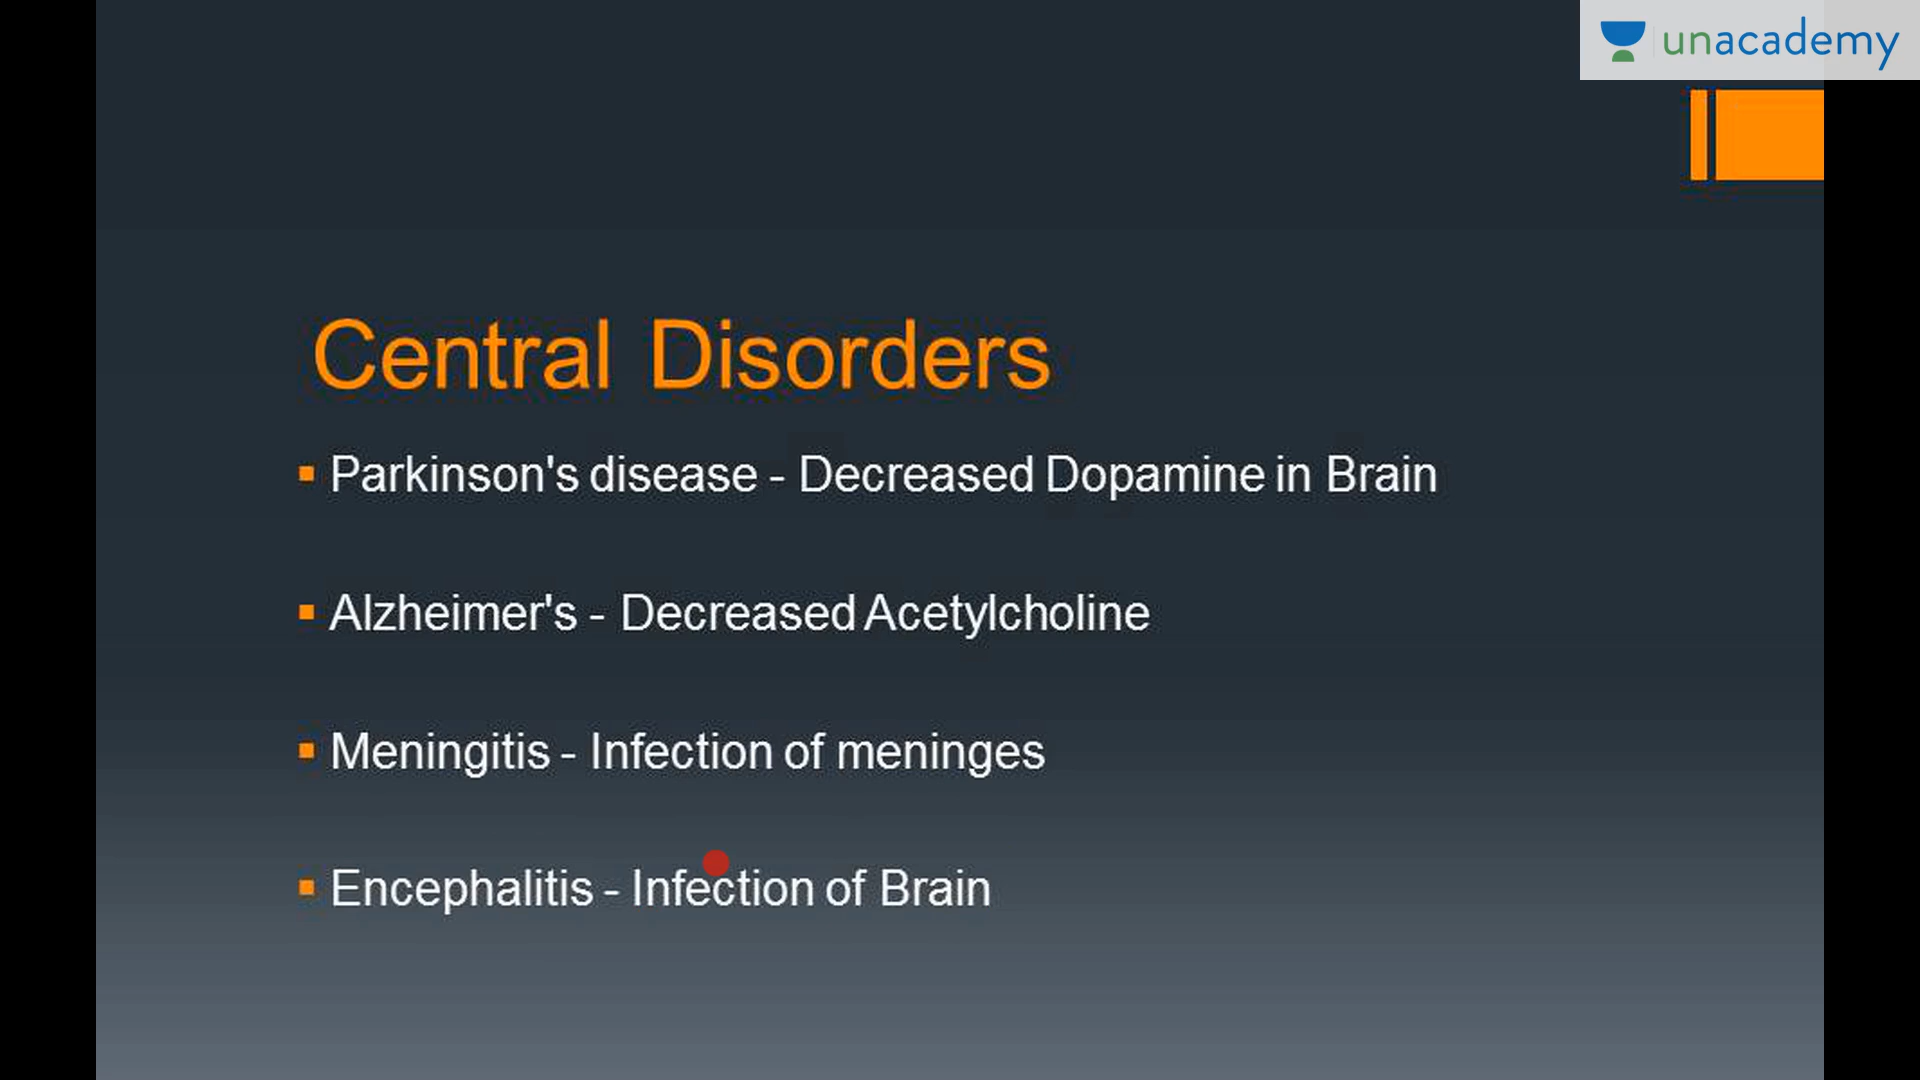 unacademy
Central Disorders
Parkinson's disease - Decreased Dopamine in Brain
Alzheimer's - Decreased Acetylcholine
Meningitis - Infection of meninges
Encephalitis - Infection of Brain